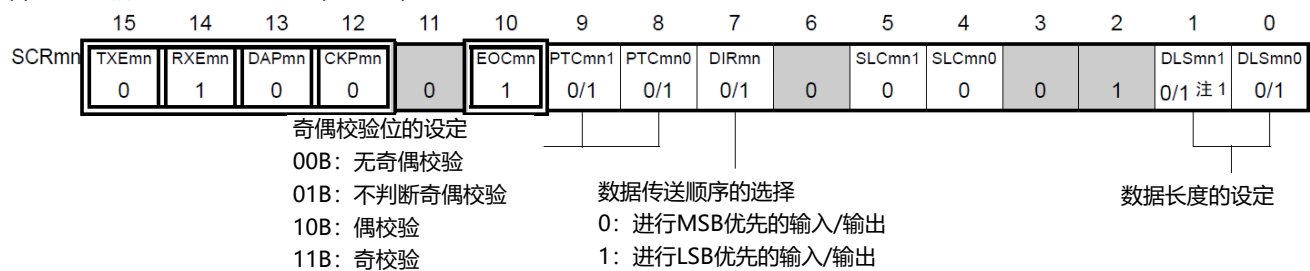 15 14 13 12 11 10 9 8 7 6 5 4 3 2 1 0
SCRmn TXEmn RXEmn DAPmn CKPmn EOCmn PTCmn1 PTCmn0 DIRmn SLCmn1 SLCmn0 DLSmn1 DLSmn0
0 1 0 0 0 1 0/1 0/1 0/1 0 0 0 0 1 0/1 注 1 0/1
奇偶校验位的设定
00B：无奇偶校验
01B：不判断奇偶校验
10B：偶校验
11B：奇校验
数据传送顺序的选择
0：进行MSB优先的输入/输出
1：进行LSB优先的输入/输出
数据长度的设定